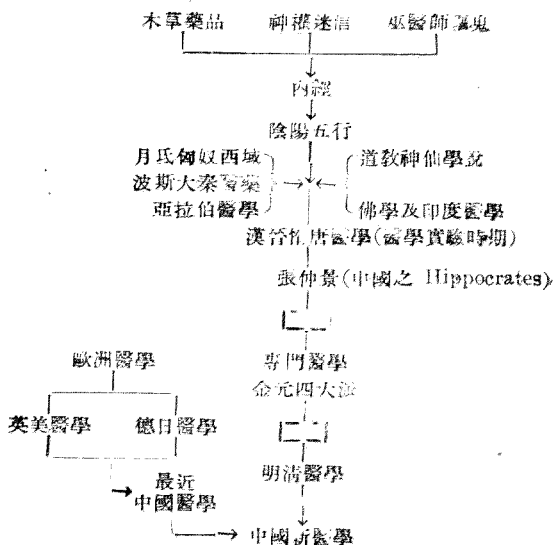 木草藥品 神權迷信 巫醫師驅鬼
內經
陰陽五行
月氏匈奴西域 道教神仙學說
波斯大秦醫藥
亞拉伯醫學 佛學及印度醫學
漢晉隋唐醫學(醫學實驗時期)
張仲景(中國之 Hippocrates)
專門醫學
歐洲醫學
金元四大派
英美醫學 德日醫學
明清醫學
最近
中國醫學
中國新醫學